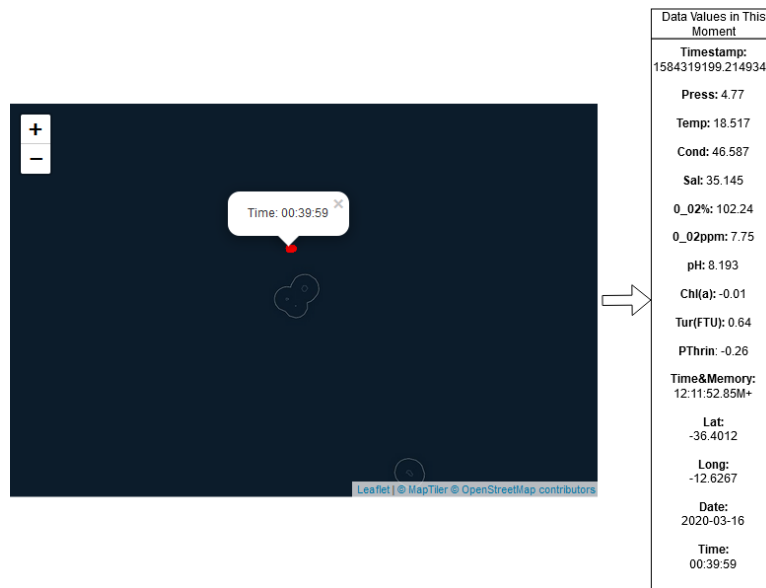 +
−
Time: 00:39:59
×
Leaflet | © MapTiler © OpenStreetMap contributors
Data Values in This
Moment
Timestamp:
1584319199.214934
Press: 4.77
Temp: 18.517
Cond: 46.587
Sal: 35.145
0_02%: 102.24
0_02ppm: 7.75
pH: 8.193
Chl(a): -0.01
Tur(FTU): 0.64
PThrin: -0.26
Time&Memory:
12:11:52.85M+
Lat:
-36.4012
Long:
-12.6267
Date:
2020-03-16
Time:
00:39:59